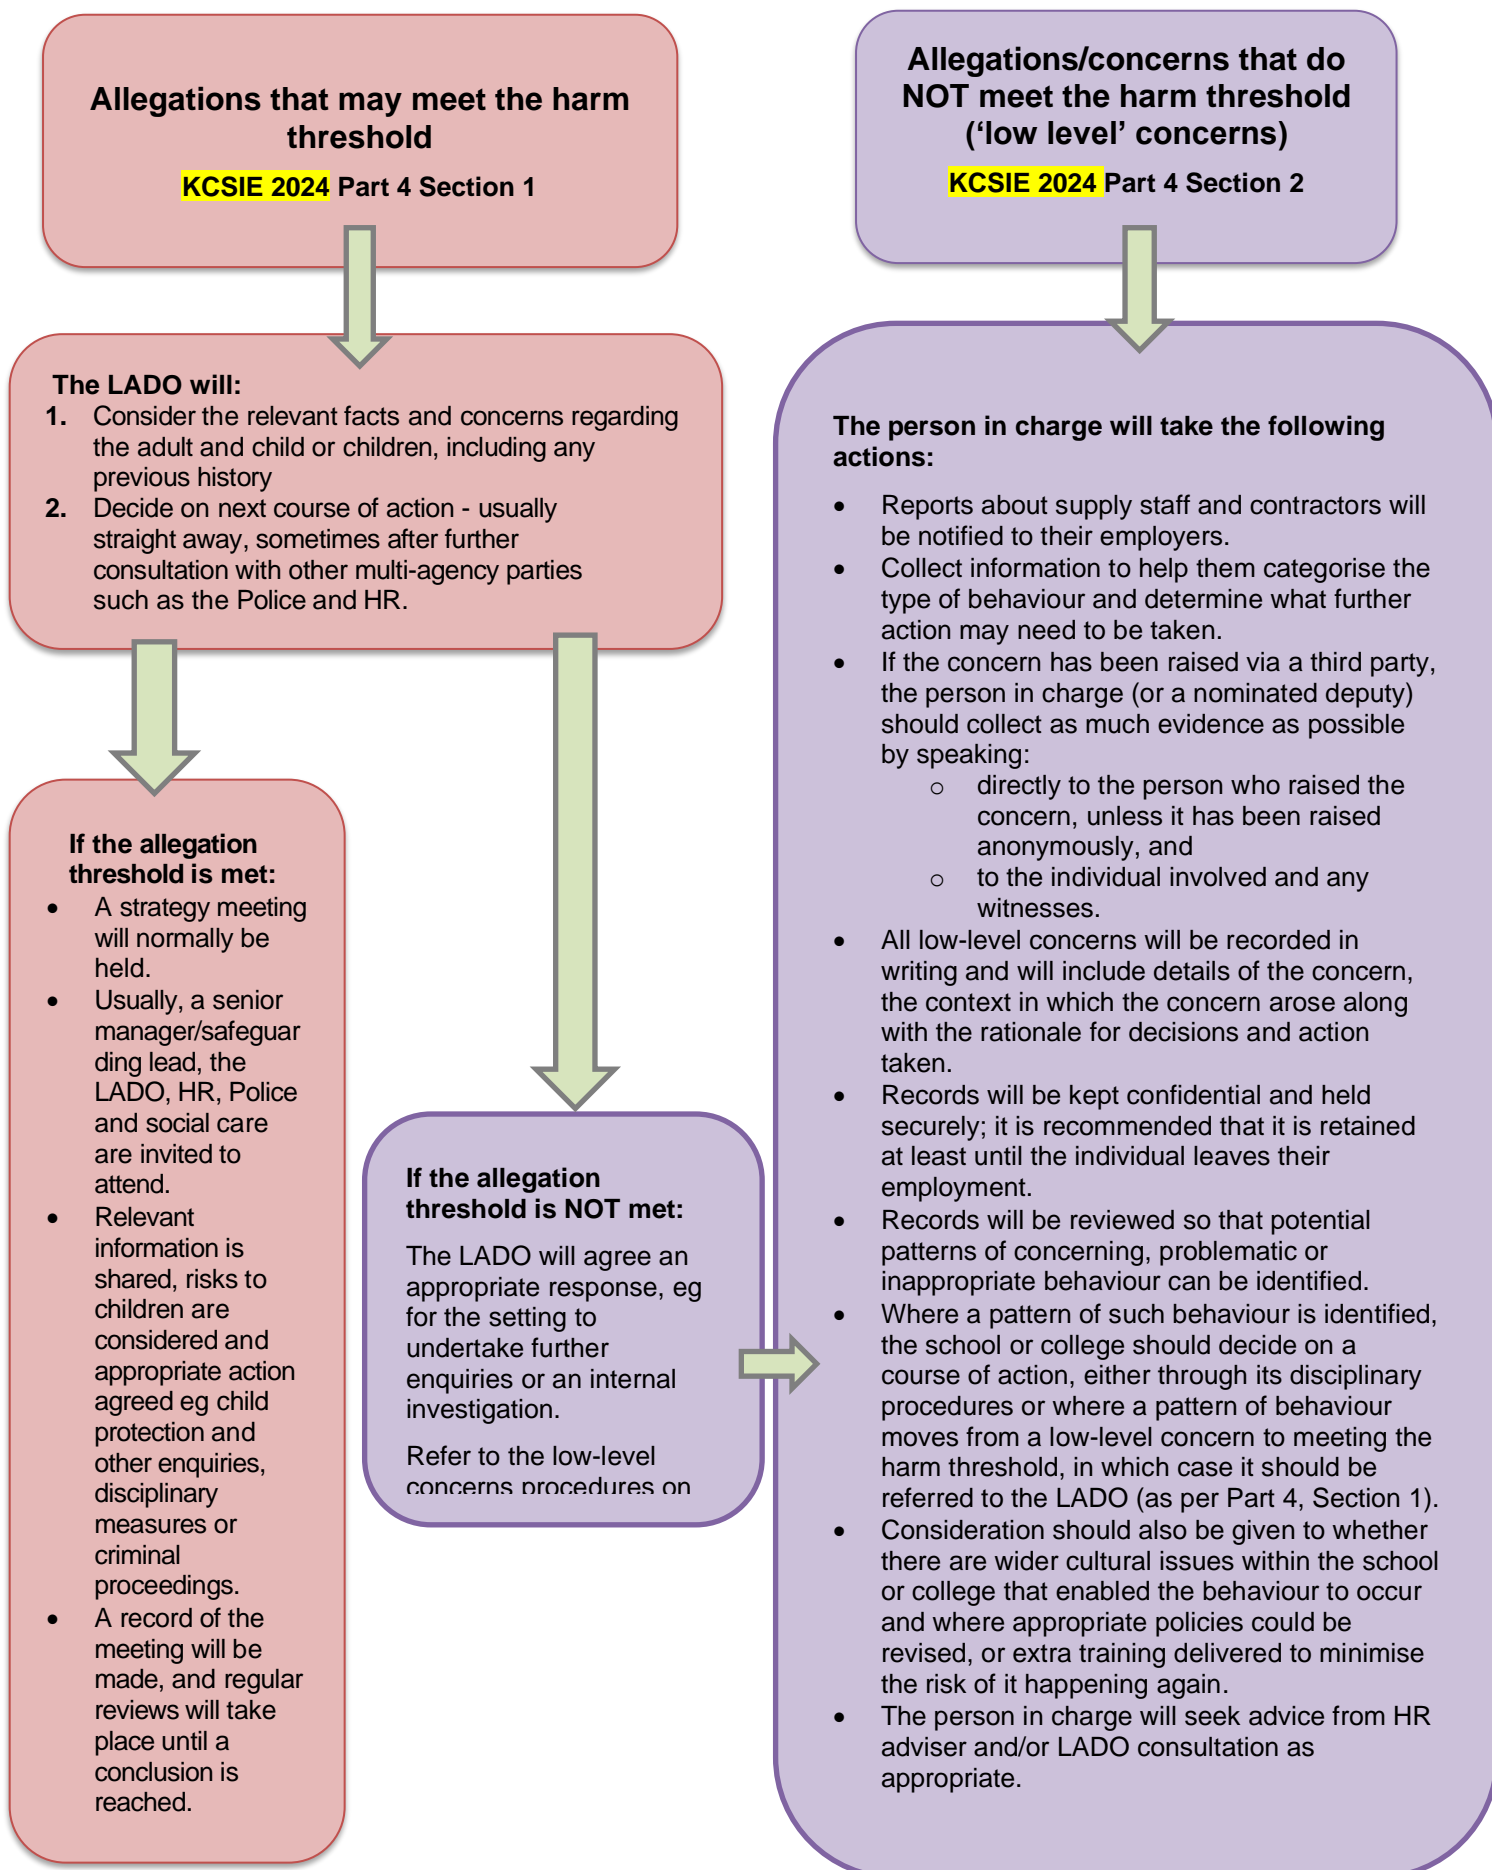 Allegations that may meet the harm
threshold
KCSIE 2024 Part 4 Section 1
The LADO will:
1. Consider the relevant facts and concerns regarding
the adult and child or children, including any
previous history
2. Decide on next course of action - usually
straight away, sometimes after further
consultation with other multi-agency parties
such as the Police and HR.
If the allegation
threshold is met:
• A strategy meeting
will normally be
held.
• Usually, a senior
manager/safeguar
ding lead, the
LADO, HR, Police
and social care
are invited to
attend.
• Relevant
information is
shared, risks to
children are
considered and
appropriate action
agreed eg child
protection and
other enquiries,
disciplinary
measures or
criminal
proceedings.
• A record of the
meeting will be
made, and regular
reviews will take
place until a
conclusion is
reached.
If the allegation
threshold is NOT met:
The LADO will agree an
appropriate response, eg
for the setting to
undertake further
enquiries or an internal
investigation.
Refer to the low-level
concerns procedures on
Allegations/concerns that do
NOT meet the harm threshold
(‘low level’ concerns)
KCSIE 2024 Part 4 Section 2
The person in charge will take the following
actions:
• Reports about supply staff and contractors will
be notified to their employers.
• Collect information to help them categorise the
type of behaviour and determine what further
action may need to be taken.
• If the concern has been raised via a third party,
the person in charge (or a nominated deputy)
should collect as much evidence as possible
by speaking:
o directly to the person who raised the
concern, unless it has been raised
anonymously, and
o to the individual involved and any
witnesses.
• All low-level concerns will be recorded in
writing and will include details of the concern,
the context in which the concern arose along
with the rationale for decisions and action
taken.
• Records will be kept confidential and held
securely; it is recommended that it is retained
at least until the individual leaves their
employment.
• Records will be reviewed so that potential
patterns of concerning, problematic or
inappropriate behaviour can be identified.
• Where a pattern of such behaviour is identified,
the school or college should decide on a
course of action, either through its disciplinary
procedures or where a pattern of behaviour
moves from a low-level concern to meeting the
harm threshold, in which case it should be
referred to the LADO (as per Part 4, Section 1).
• Consideration should also be given to whether
there are wider cultural issues within the school
or college that enabled the behaviour to occur
and where appropriate policies could be
revised, or extra training delivered to minimise
the risk of it happening again.
• The person in charge will seek advice from HR
adviser and/or LADO consultation as
appropriate.